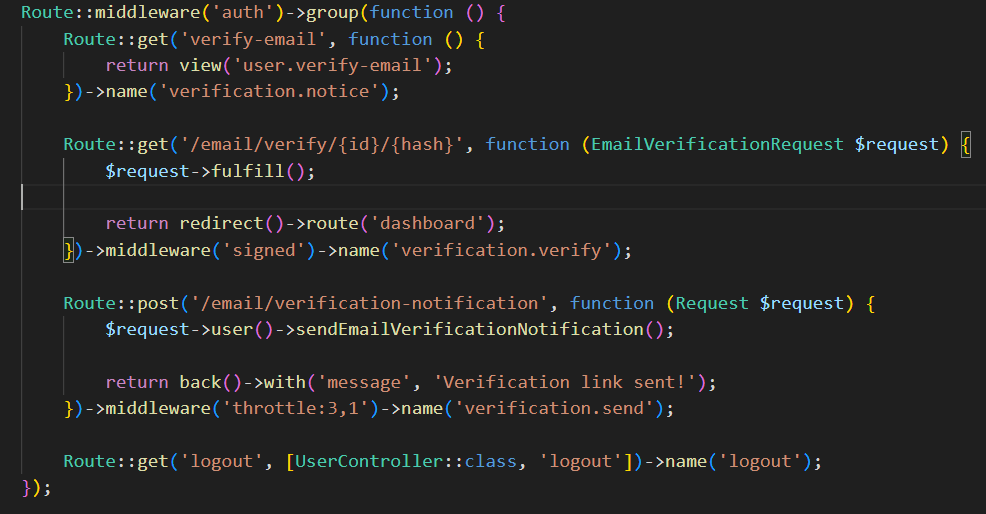 Route::middleware('auth')->group(function () {
    Route::get('verify-email', function () {
        return view('user.verify-email');
    })->name('verification.notice');

    Route::get('/email/verify/{id}/{hash}', function (EmailVerificationRequest $request) {
        $request->fulfill();

        return redirect()->route('dashboard');
    })->middleware('signed')->name('verification.verify');

    Route::post('/email/verification-notification', function (Request $request) {
        $request->user()->sendEmailVerificationNotification();

        return back()->with('message', 'Verification link sent!');
    })->middleware('throttle:3,1')->name('verification.send');

    Route::get('logout', [UserController::class, 'logout'])->name('logout');
});